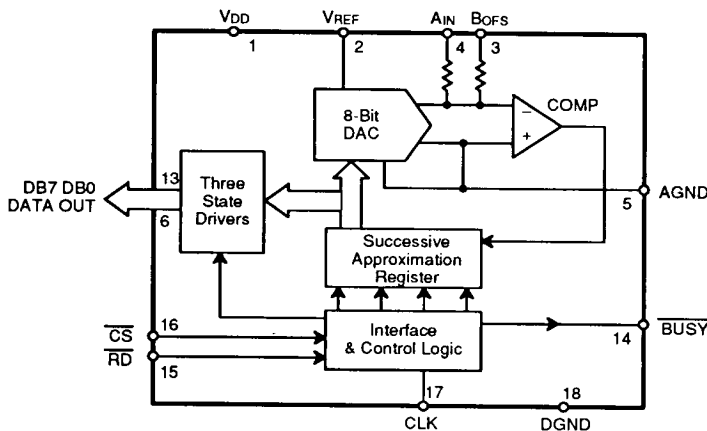 VDD VREF AIN BOFS
1 2 4 3
8-Bit
DAC
−
+
COMP
13
DB7 DB0
DATA OUT
6
Three
State
Drivers
AGND
5
Successive
Approximation
Register
CS 16
RD
15
Interface
& Control Logic
BUSY
14
17
CLK
18
DGND